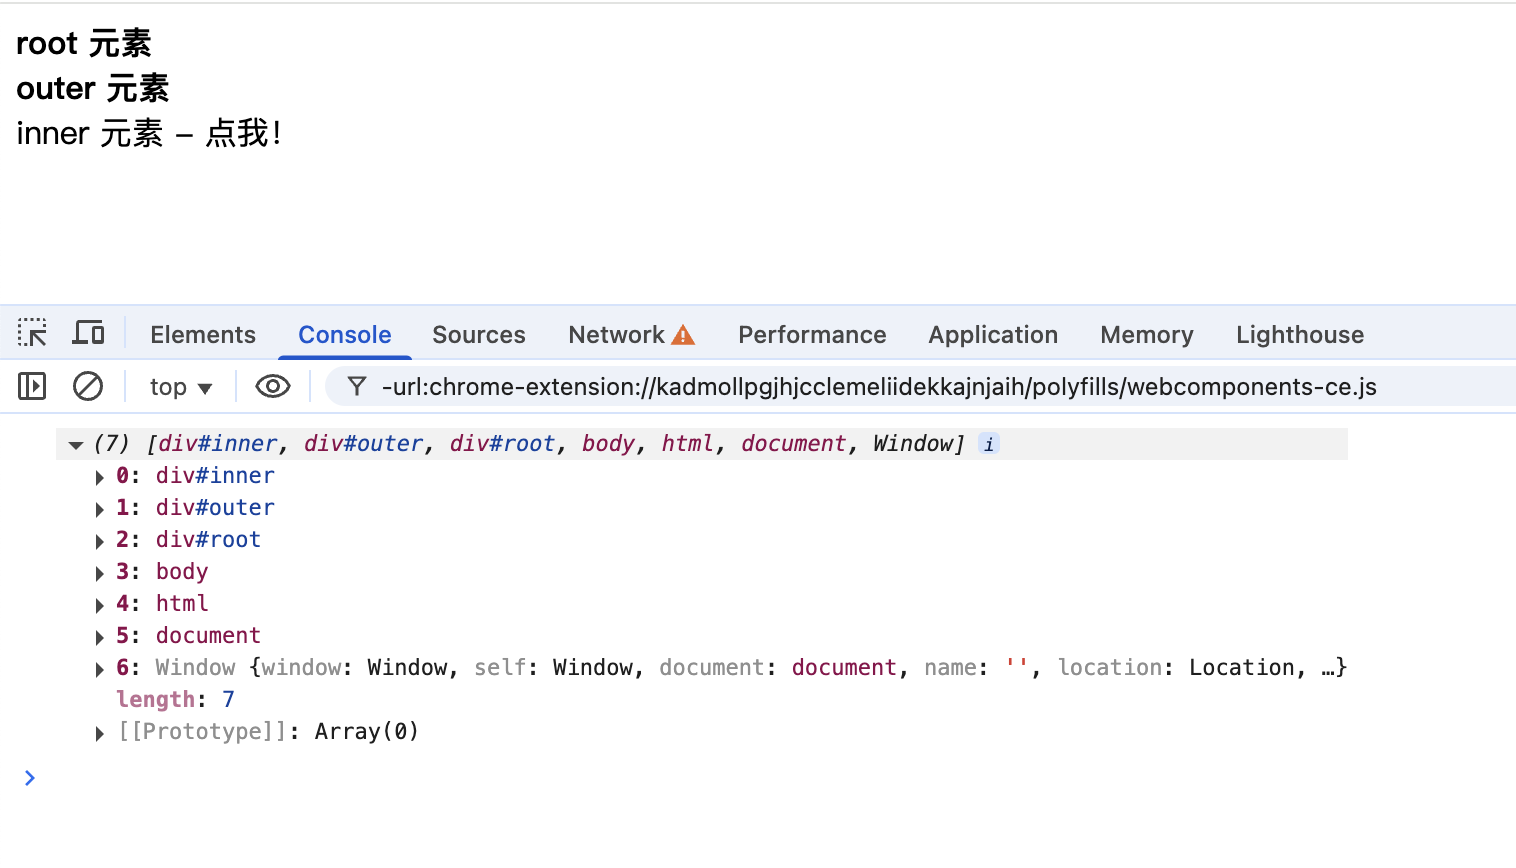 root 元素
outer 元素
inner 元素 – 点我！
Elements Console Sources Network Performance Application Memory Lighthouse
top -url:chrome-extension://kadmollpgjhjcclemeliidekkajnjaih/polyfills/webcomponents-ce.js
(7) [div#inner, div#outer, div#root, body, html, document, Window] i
0: div#inner
1: div#outer
2: div#root
3: body
4: html
5: document
6: Window {window: Window, self: Window, document: document, name: '', location: Location, …}
length: 7
[[Prototype]]: Array(0)